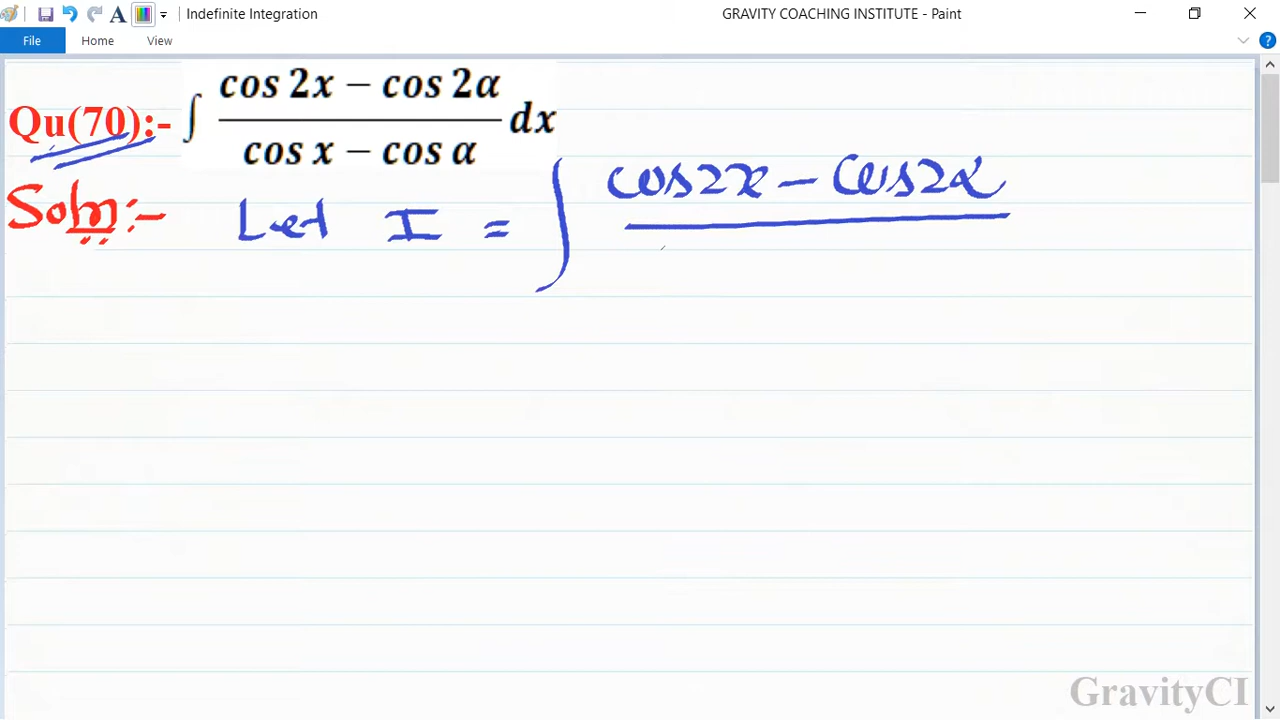 Indefinite Integration
GRAVITY COACHING INSTITUTE - Paint
File Home View
Qu(70):- ∫ (cos 2x − cos 2α)/(cos x − cos α) dx
Soln:- Let I = ∫ cos2x − cos2α
GravityCI